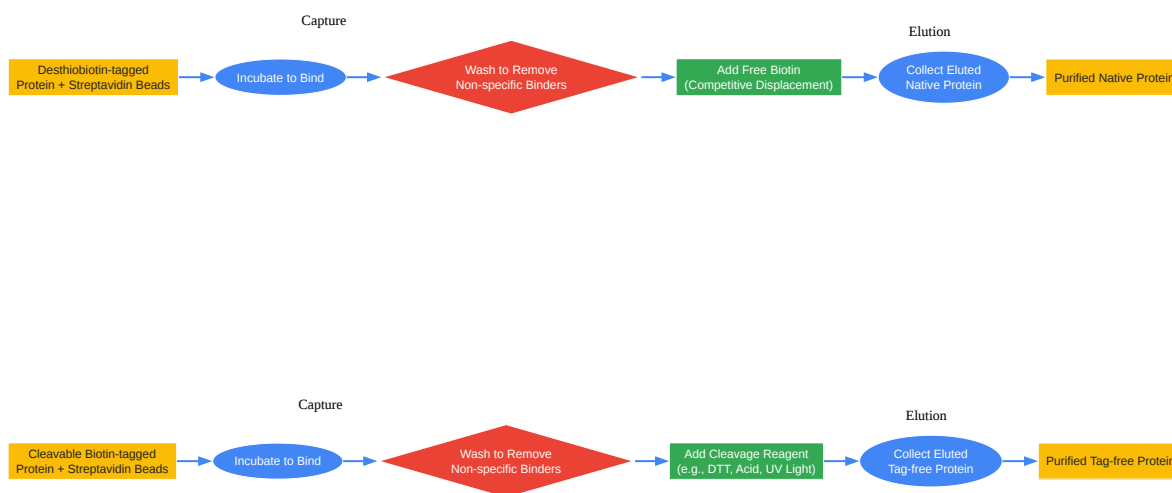 Capture
Elution
Desthiobiotin-tagged
Protein + Streptavidin Beads
Incubate to Bind
Wash to Remove
Non-specific Binders
Add Free Biotin
(Competitive Displacement)
Collect Eluted
Native Protein
Purified Native Protein
Capture
Elution
Cleavable Biotin-tagged
Protein + Streptavidin Beads
Incubate to Bind
Wash to Remove
Non-specific Binders
Add Cleavage Reagent
(e.g., DTT, Acid, UV Light)
Collect Eluted
Tag-free Protein
Purified Tag-free Protein